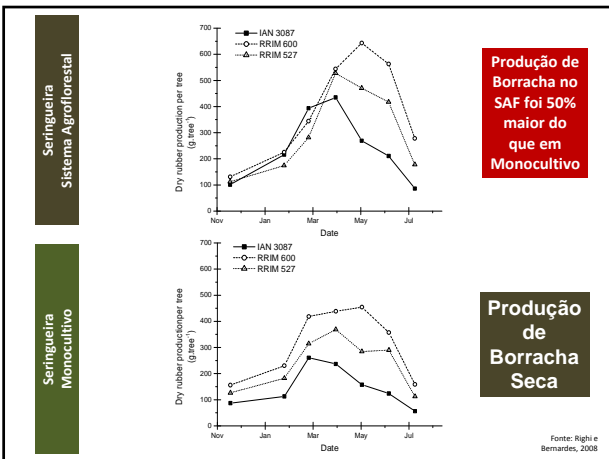 Seringueira
Sistema Agroflorestal
IAN 3087
RRIM 600
RRIM 527
Dry rubber production per tree
(g.tree⁻¹)
700
600
500
400
300
200
100
0
Nov
Jan
Mar
May
Jul
Date
Produção de
Borracha no
SAF foi 50%
maior do
que em
Monocultivo
Seringueira
Monocultivo
IAN 3087
RRIM 600
RRIM 527
Dry rubber productionper tree
(g.tree⁻¹)
700
600
500
400
300
200
100
0
Nov
Jan
Mar
May
Jul
Date
Produção
de
Borracha
Seca
Fonte: Righi e
Bernardes, 2008